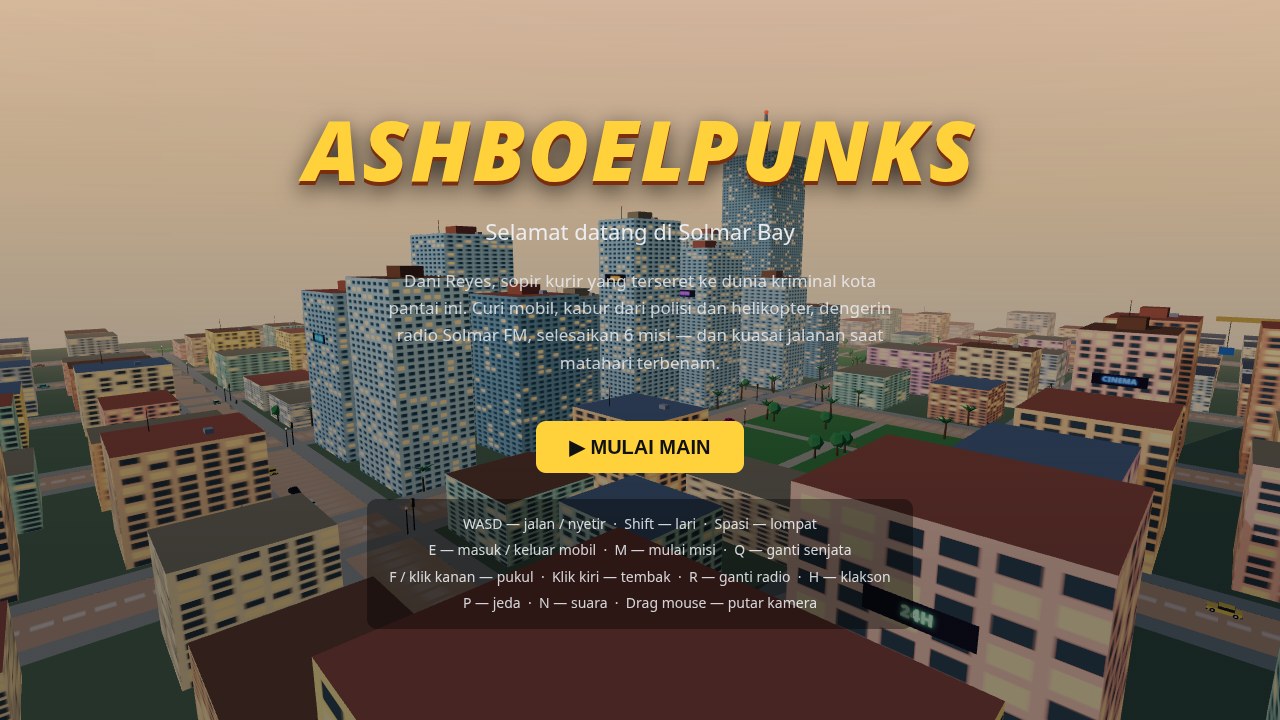 ASHBOELPUNKS
Selamat datang di Solmar Bay
Dani Reyes, sopir kurir yang terseret ke dunia kriminal kota
pantai ini. Curi mobil, kabur dari polisi dan helikopter, dengerin
radio Solmar FM, selesaikan 6 misi — dan kuasai jalanan saat
matahari terbenam.
CINEMA
▶ MULAI MAIN
WASD — jalan / nyetir · Shift — lari · Spasi — lompat
E — masuk / keluar mobil · M — mulai misi · Q — ganti senjata
F / klik kanan — pukul · Klik kiri — tembak · R — ganti radio · H — klakson
P — jeda · N — suara · Drag mouse — putar kamera
24H